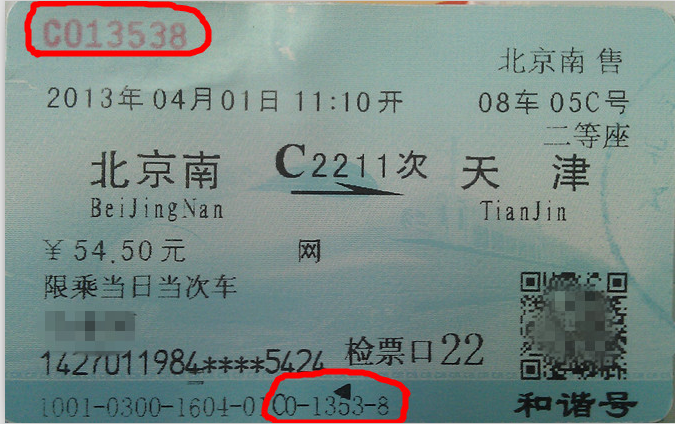 C013538
北京南 售
2013年04月01日11:10开
08车05C号
二等座
北京南 C2211次 天津
BeiJingNan TianJin
¥54.50元 网
限乘当日当次车
1427011984****5424 检票口22
1001-0300-1604-01C0-1353-8 和谐号